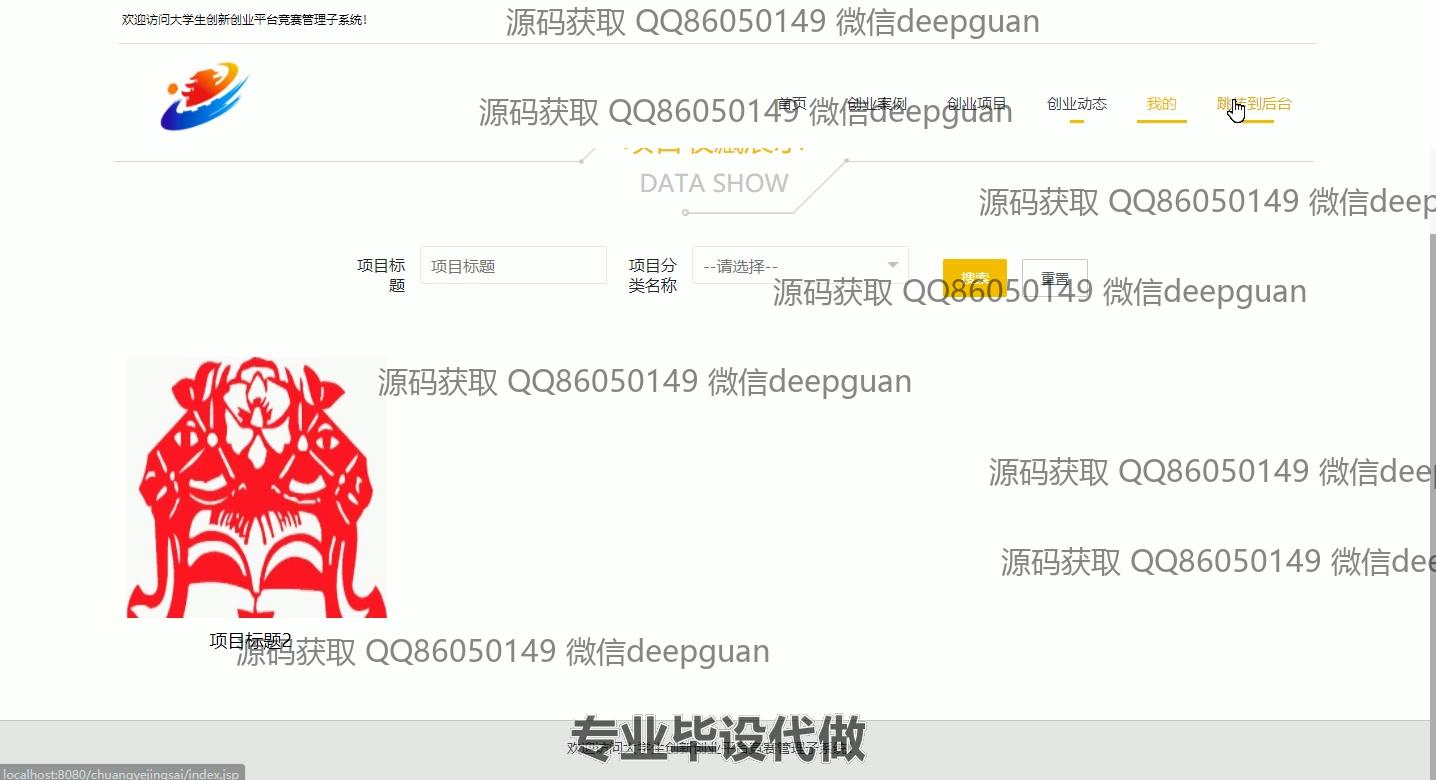 欢迎访问大学生创新创业平台竞赛管理子系统!
源码获取 QQ86050149 微信deepguan
首页 创业案例 创业项目 创业动态 我的 跳转到后台
源码获取 QQ86050149 微信deepguan
DATA SHOW
源码获取 QQ86050149 微信deep
项目标题 项目标题 项目分类名称 --请选择-- 搜索 重置
源码获取 QQ86050149 微信deepguan
源码获取 QQ86050149 微信deepguan
源码获取 QQ86050149 微信deep
源码获取 QQ86050149 微信dee
项目标题2
源码获取 QQ86050149 微信deepguan
专业毕设代做
欢迎访问大学生创新创业平台竞赛管理子系统
localhost:8080/chuangyejingsai/index.jsp